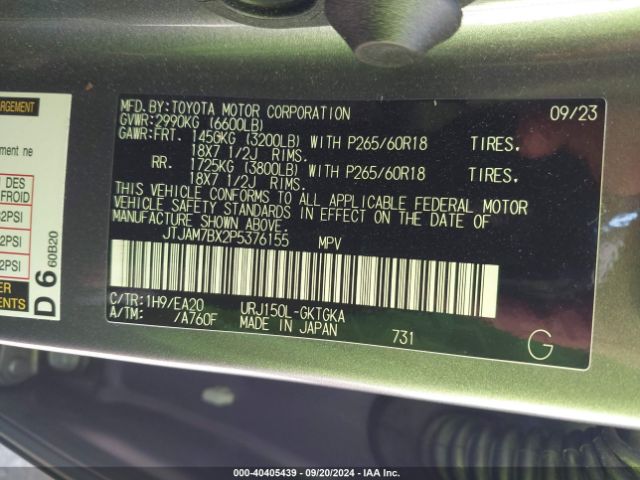 MFD.BY:TOYOTA MOTOR CORPORATION 09/23
GVWR:2990KG (6600LB)
GAWR:FRT. 1450KG (3200LB) WITH P265/60R18 TIRES.
18X7 1/2J RIMS.
RR. 1725KG (3800LB) WITH P265/60R18 TIRES.
18X7 1/2J RIMS.
THIS VEHICLE CONFORMS TO ALL APPLICABLE FEDERAL MOTOR
VEHICLE SAFETY STANDARDS IN EFFECT ON THE DATE OF
MANUFACTURE SHOWN ABOVE.
JTJAM7BX2P5376155 MPV
C/TR:1H9/EA20 URJ150L-GKTGKA
A/TM: /A760F MADE IN JAPAN 731
G
ment ne
DES
FROID
2PSI
2PSI
D 6 60B20
000-40405439 - 09/20/2024 - IAA Inc.